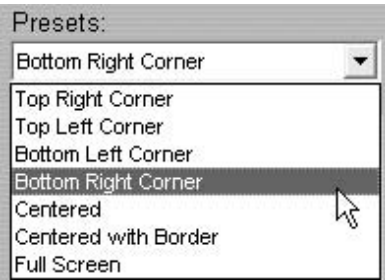 Presets:
Bottom Right Corner
Top Right Corner
Top Left Corner
Bottom Left Corner
Bottom Right Corner
Centered
Centered with Border
Full Screen